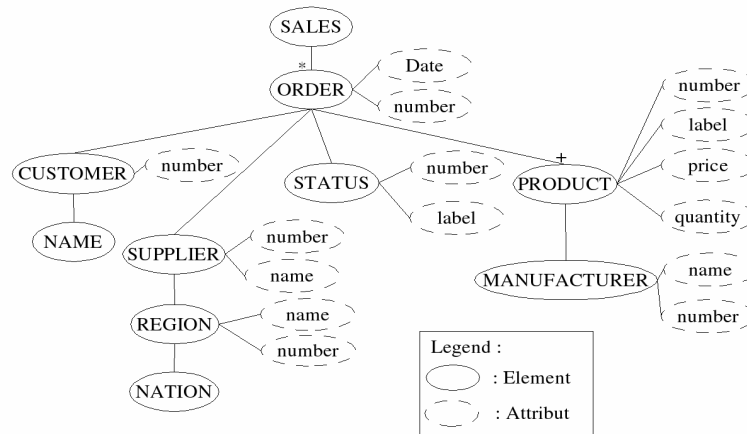 SALES
*
ORDER
Date
number
CUSTOMER
number
NAME
SUPPLIER
number
name
REGION
name
number
NATION
STATUS
number
label
+
PRODUCT
number
label
price
quantity
MANUFACTURER
name
number
Legend :
: Element
: Attribut